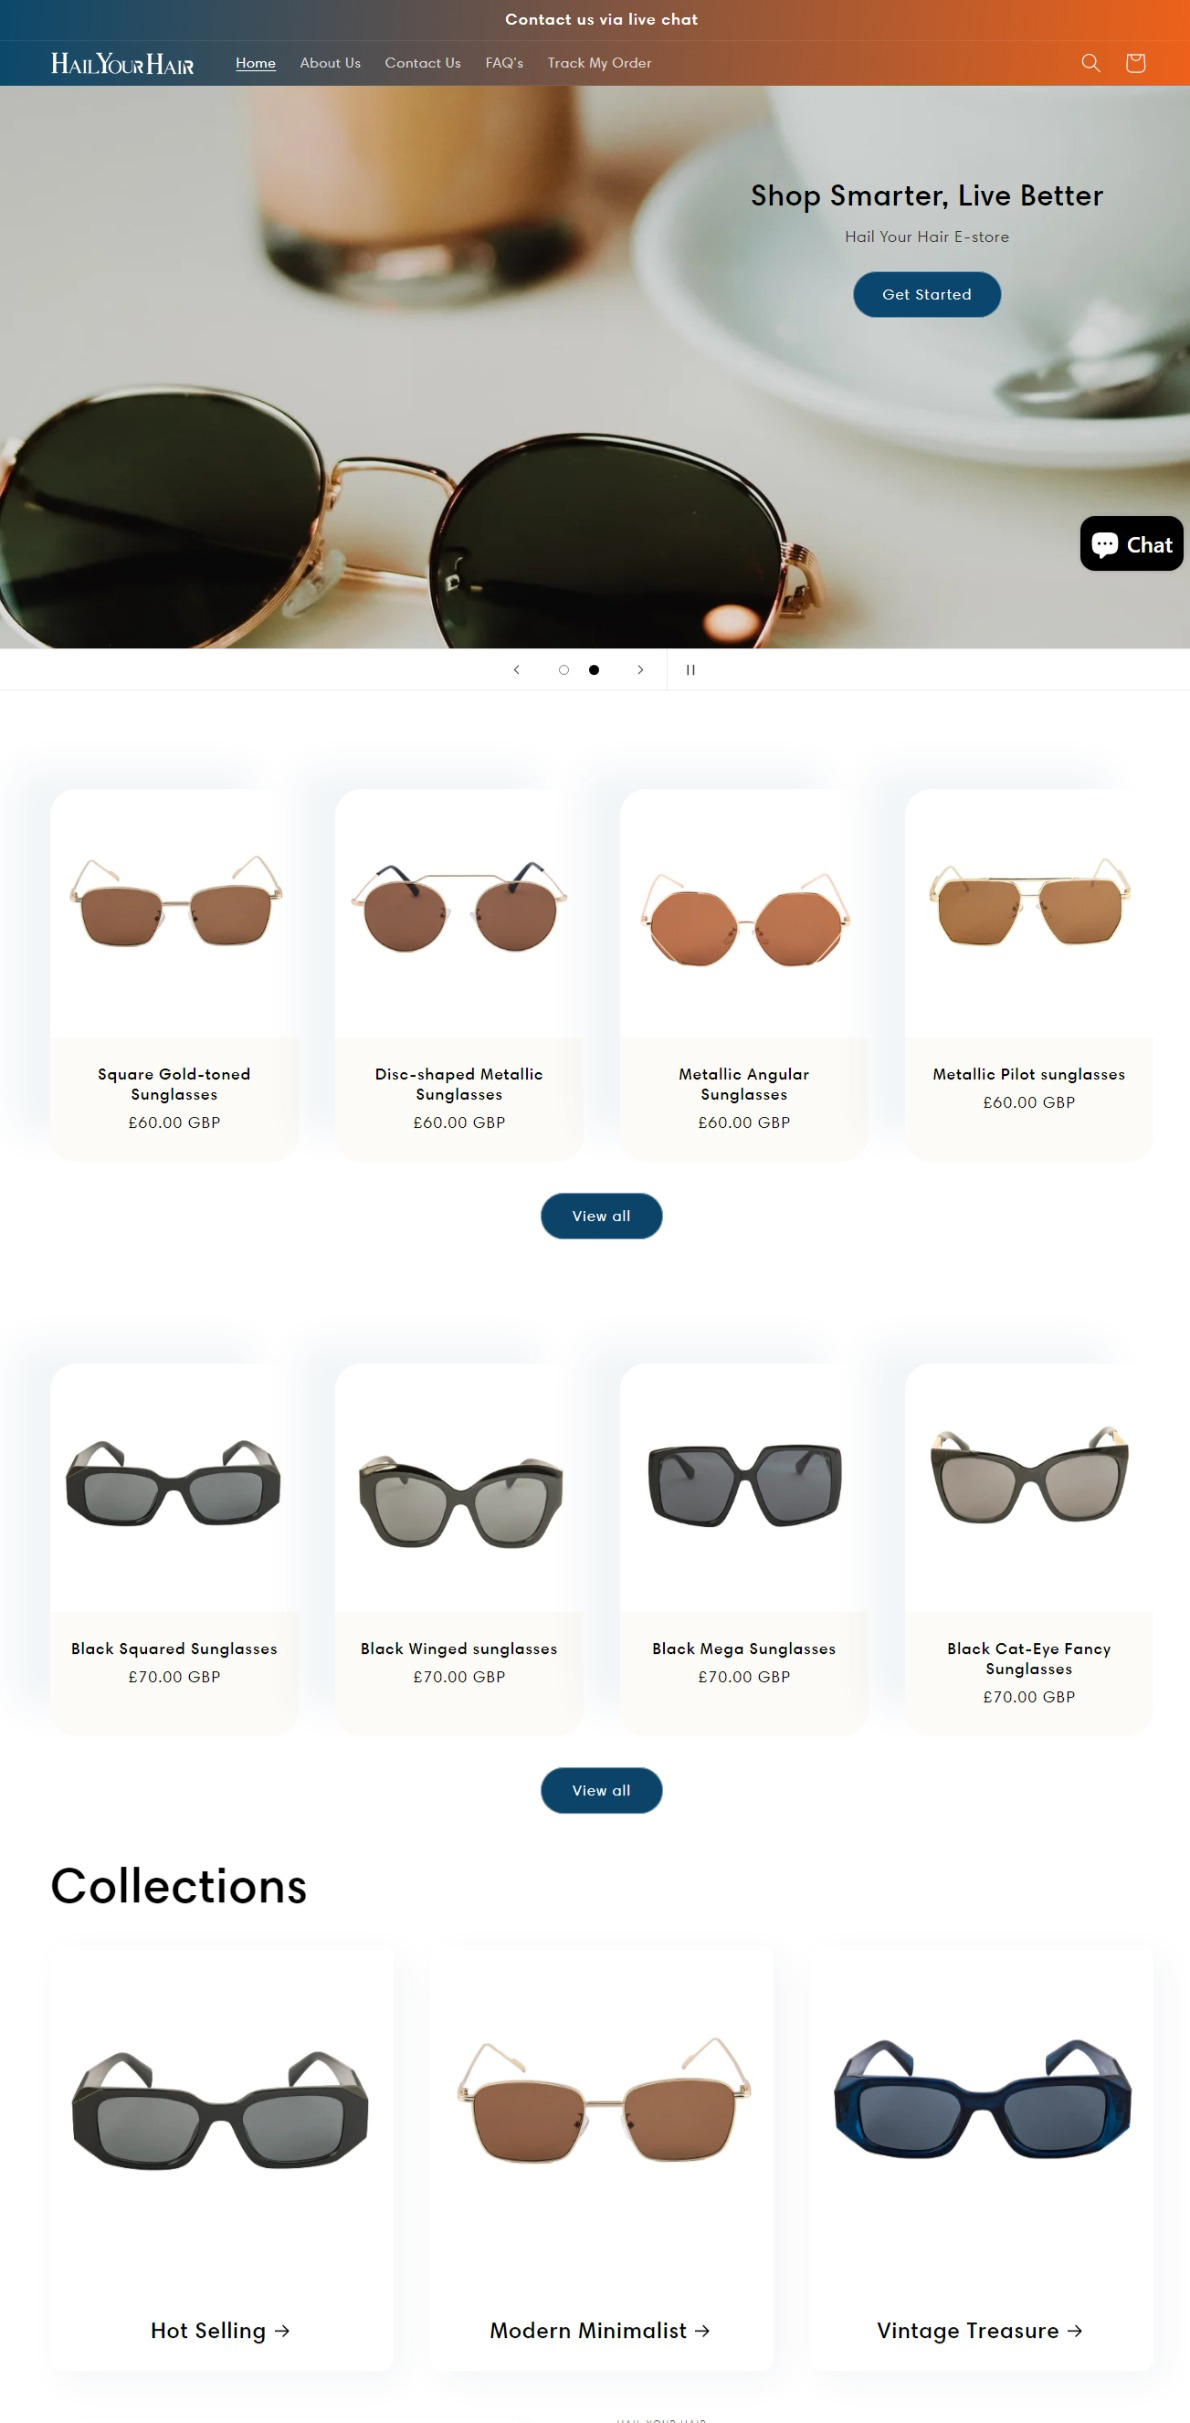 Contact us via live chat
HAILYOURHAIR
Home About Us Contact Us FAQ's Track My Order
Shop Smarter, Live Better
Hail Your Hair E-store
Get Started
Chat
Square Gold-toned
Sunglasses
£60.00 GBP
Disc-shaped Metallic
Sunglasses
£60.00 GBP
Metallic Angular
Sunglasses
£60.00 GBP
Metallic Pilot sunglasses
£60.00 GBP
View all
Black Squared Sunglasses
£70.00 GBP
Black Winged sunglasses
£70.00 GBP
Black Mega Sunglasses
£70.00 GBP
Black Cat-Eye Fancy
Sunglasses
£70.00 GBP
View all
Collections
Hot Selling →
Modern Minimalist →
Vintage Treasure →